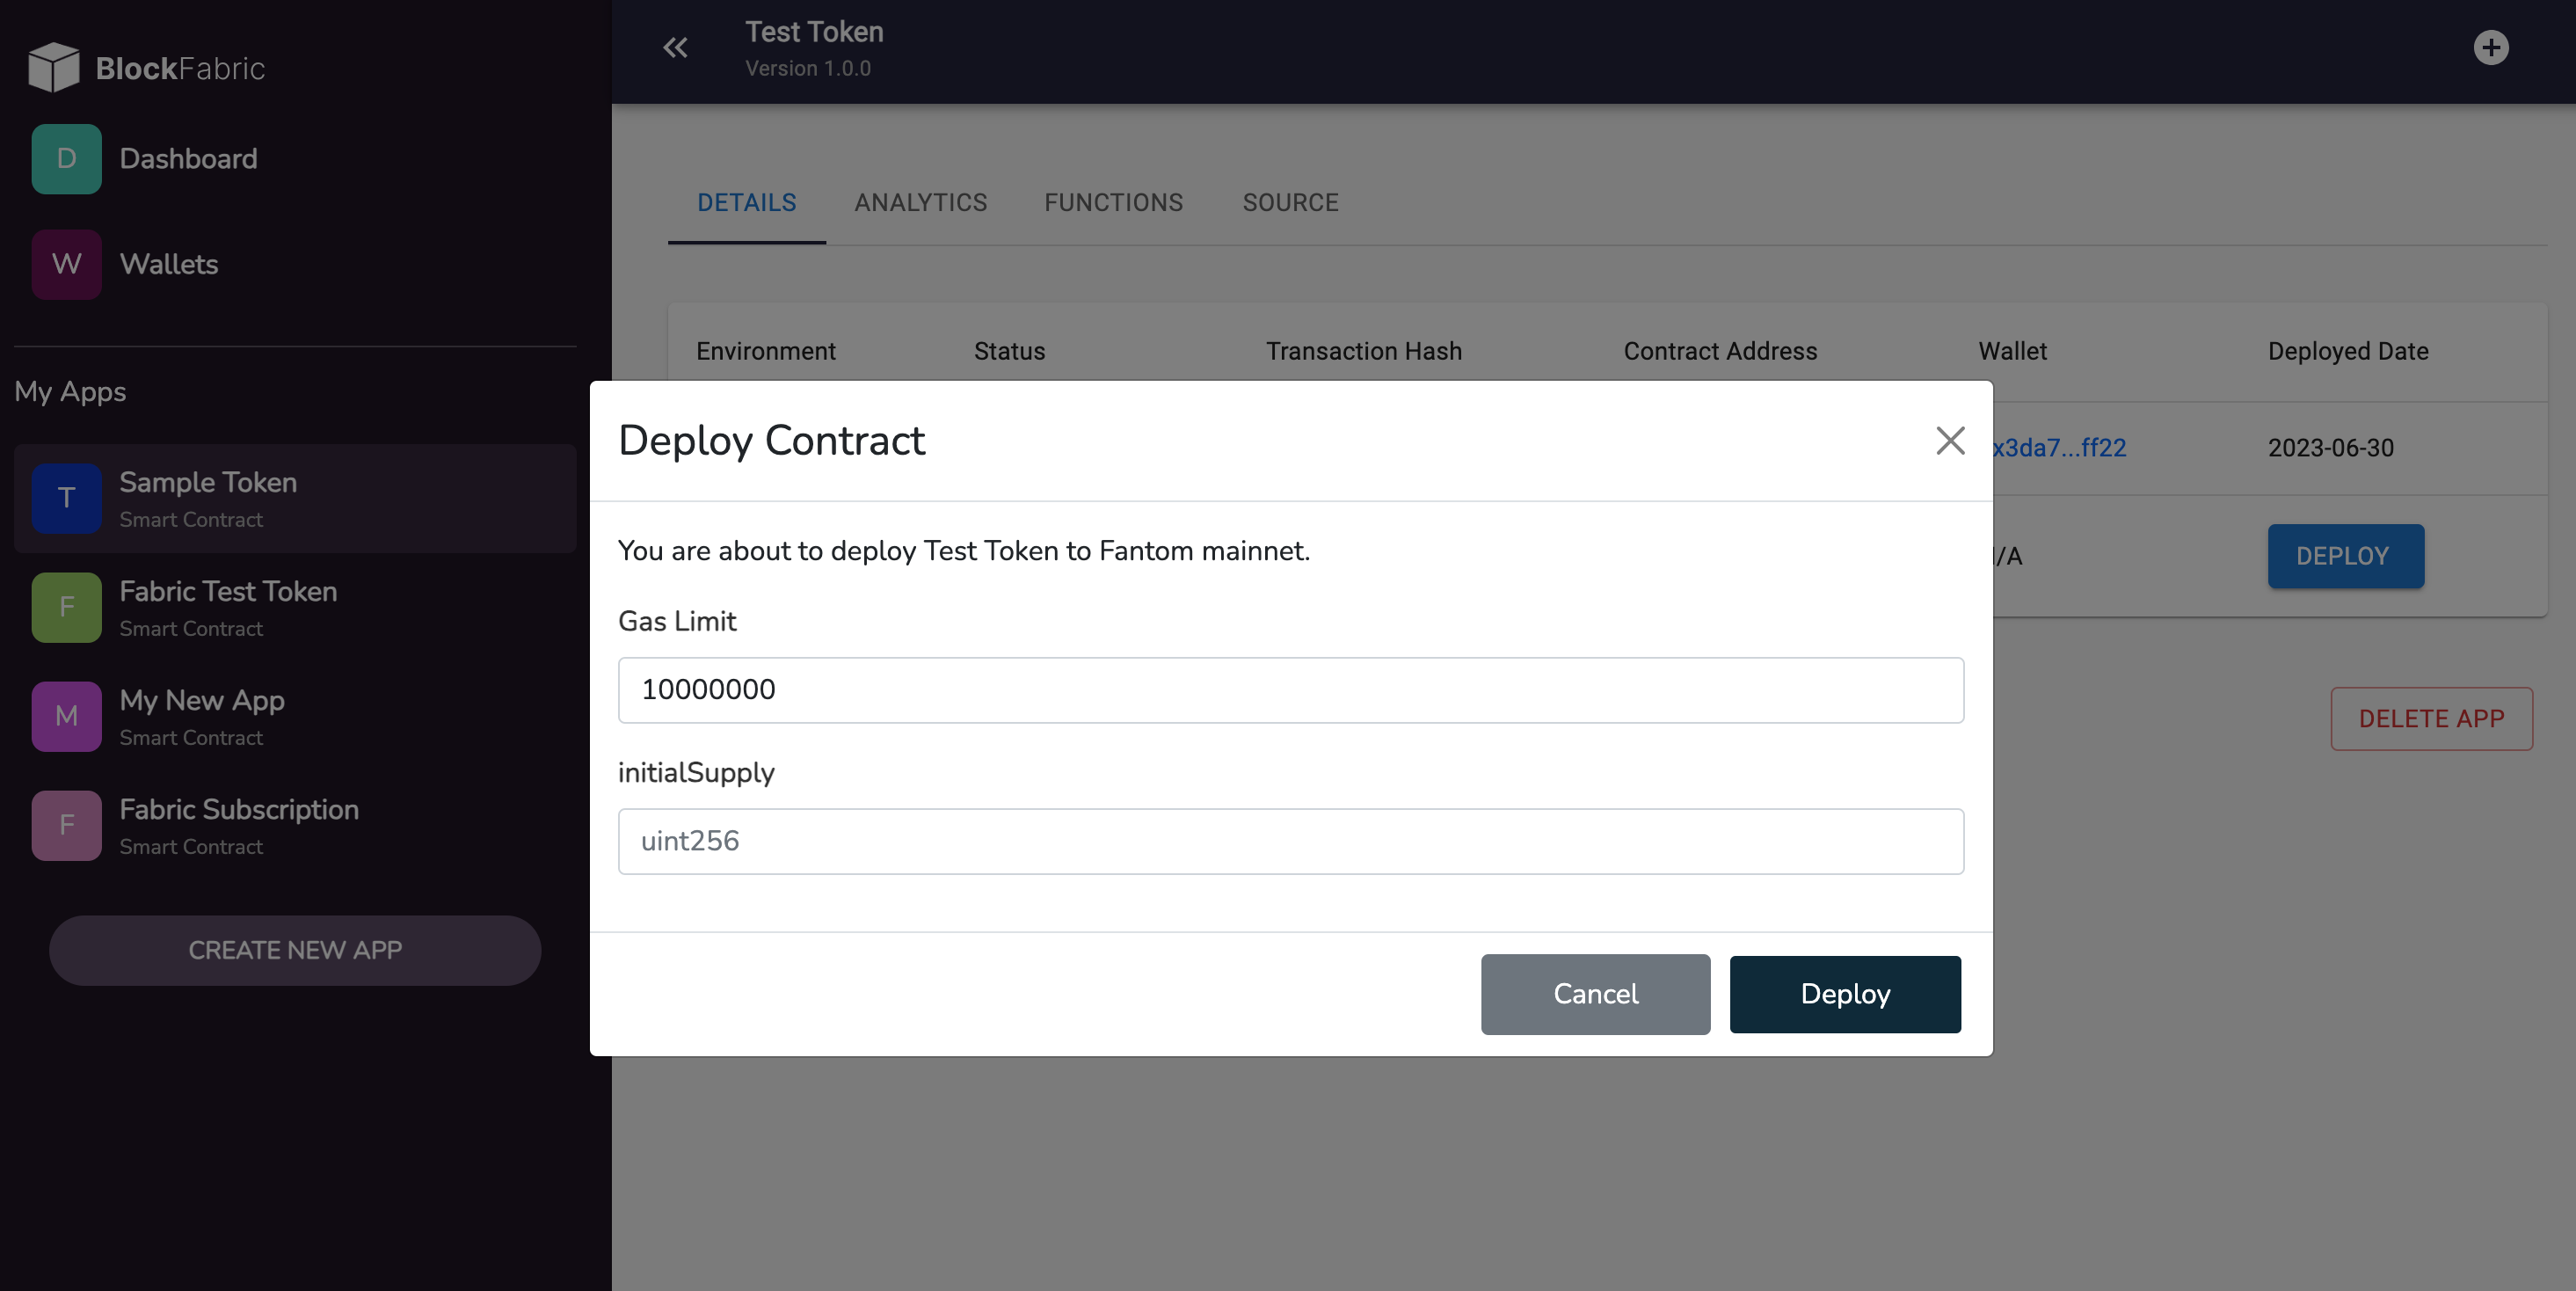 BlockFabric
D Dashboard
W Wallets
My Apps
T Sample Token
Smart Contract
F Fabric Test Token
Smart Contract
M My New App
Smart Contract
F Fabric Subscription
Smart Contract
CREATE NEW APP
Test Token
Version 1.0.0
DETAILS ANALYTICS FUNCTIONS SOURCE
Environment Status Transaction Hash Contract Address Wallet Deployed Date
x3da7...ff22 2023-06-30
/A DEPLOY
DELETE APP
Deploy Contract
You are about to deploy Test Token to Fantom mainnet.
Gas Limit
10000000
initialSupply
uint256
Cancel Deploy